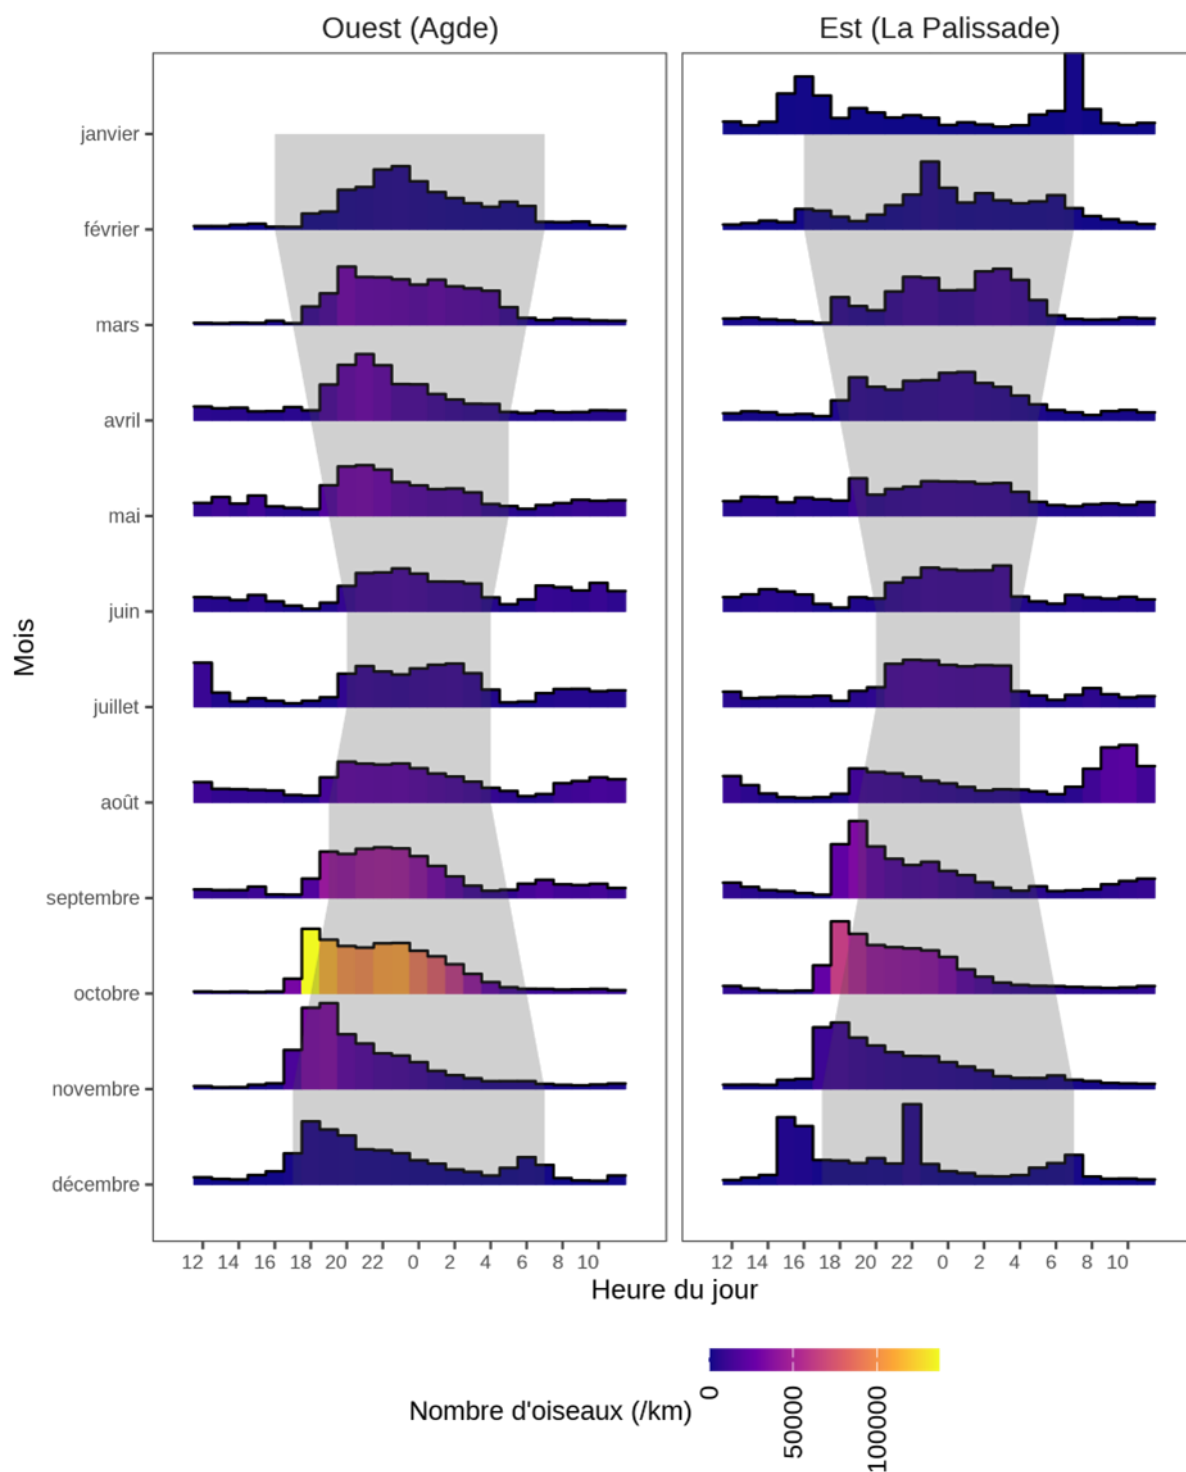 Ouest (Agde)
Est (La Palissade)
janvier
février
mars
avril
mai
juin
juillet
août
septembre
octobre
novembre
décembre
Mois
12 14 16 18 20 22 0 2 4 6 8 10
12 14 16 18 20 22 0 2 4 6 8 10
Heure du jour
Nombre d'oiseaux (/km)
0
50000
100000